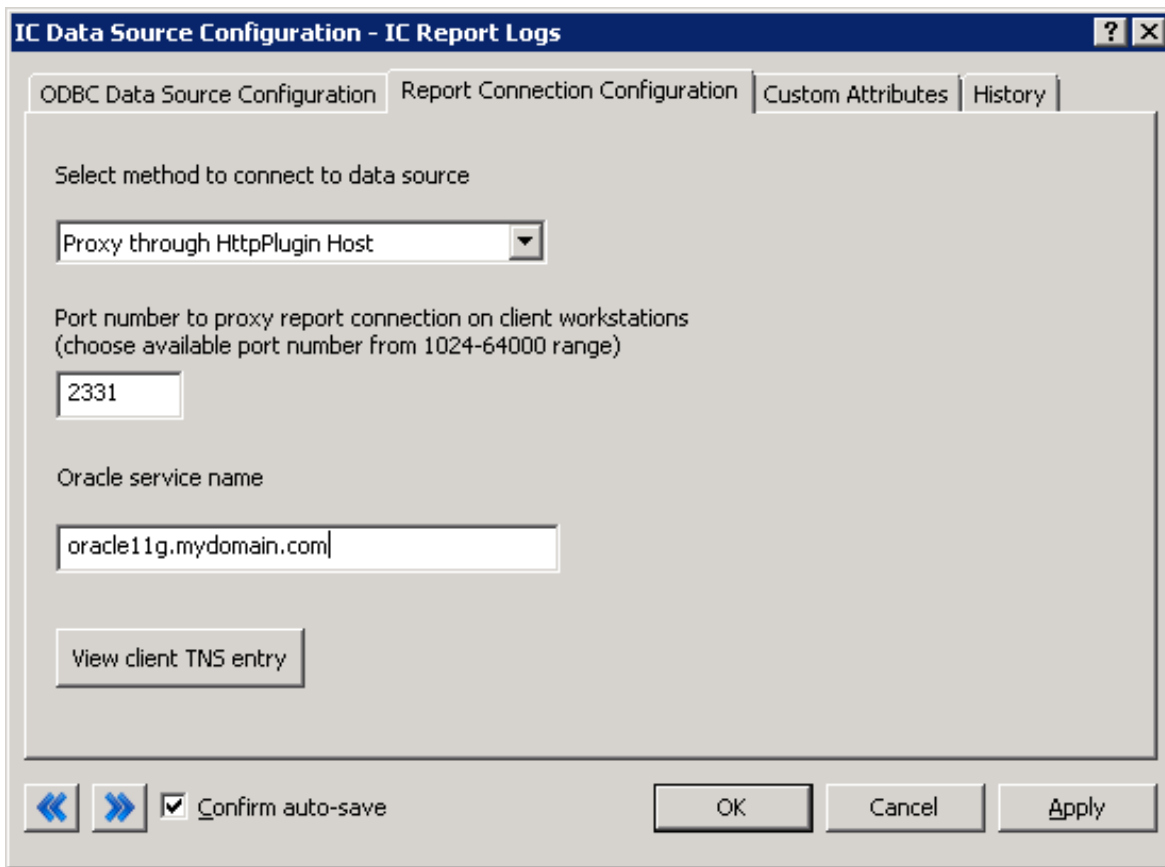 IC Data Source Configuration - IC Report Logs
ODBC Data Source Configuration Report Connection Configuration Custom Attributes History
Select method to connect to data source
Proxy through HttpPlugin Host
Port number to proxy report connection on client workstations
(choose available port number from 1024-64000 range)
2331
Oracle service name
oracle11g.mydomain.com
View client TNS entry
Confirm auto-save OK Cancel Apply